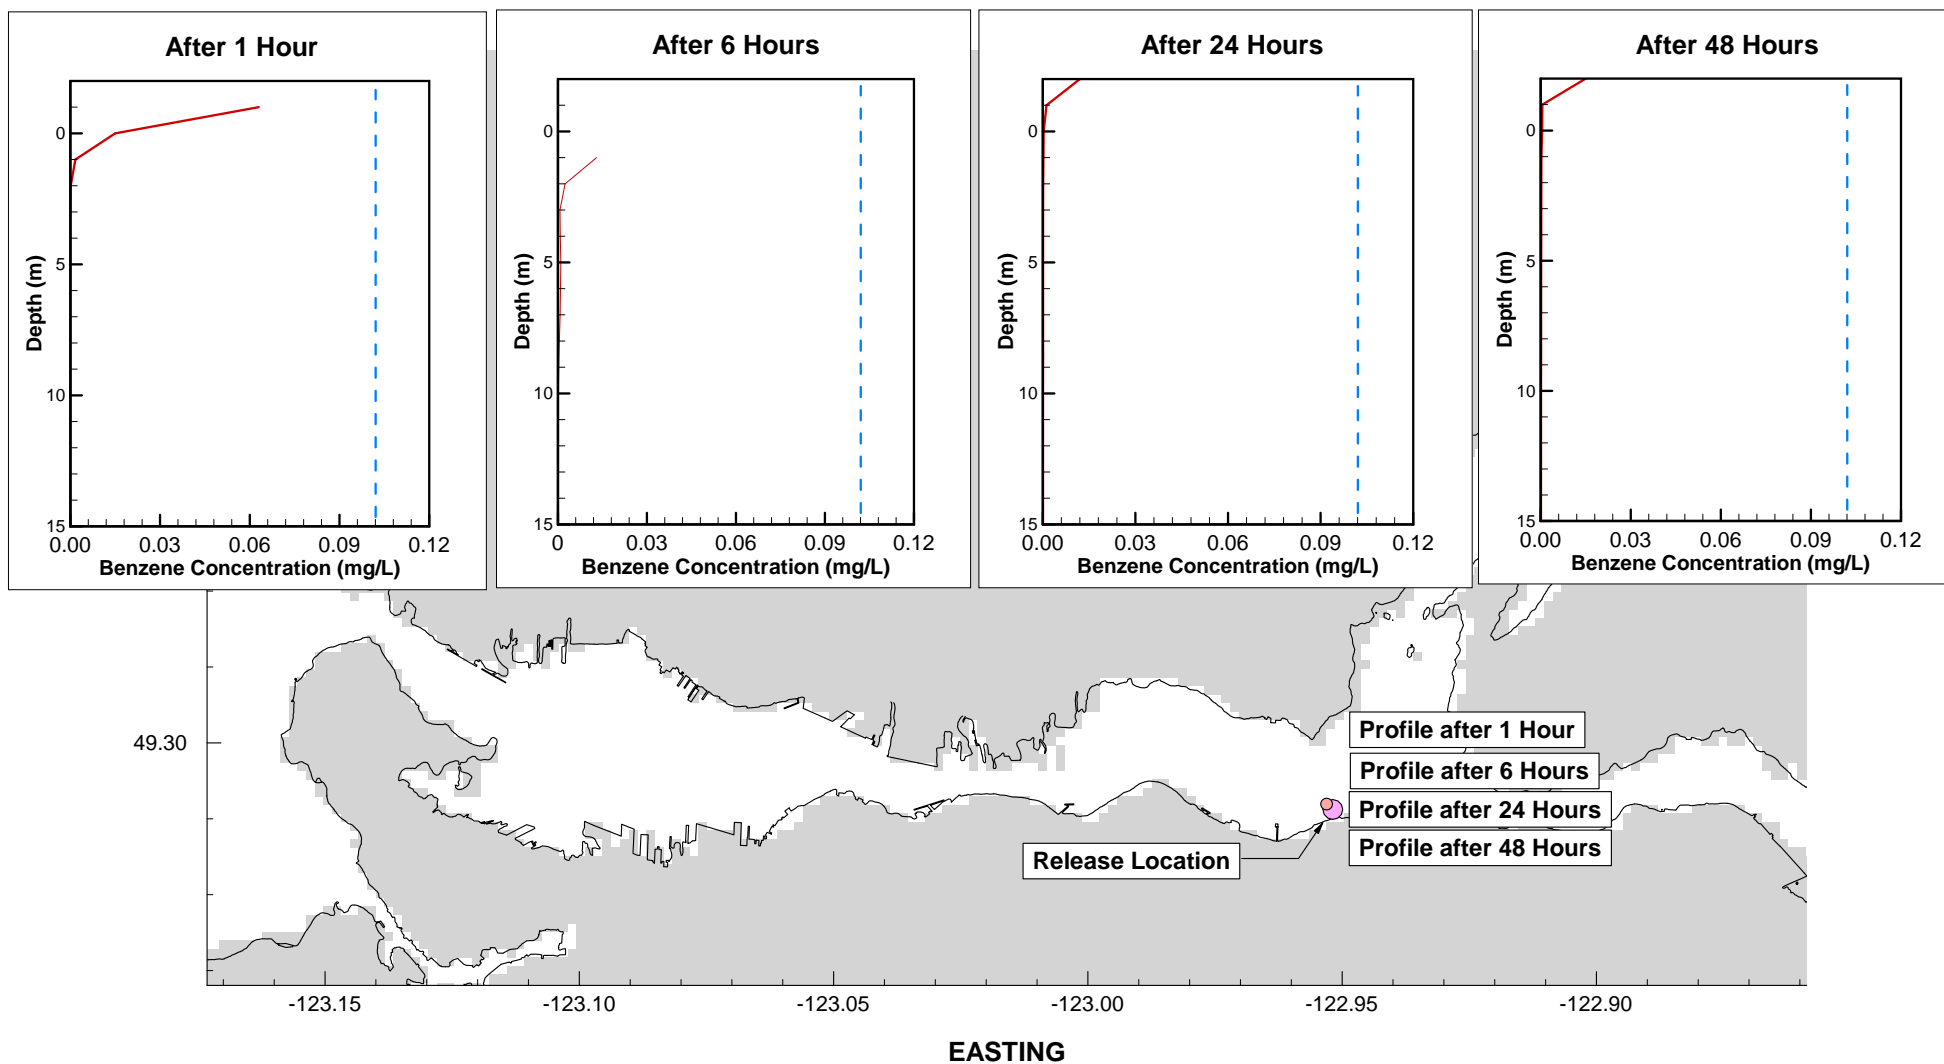 After 1 Hour
0
5
10
15
Depth (m)
0.00 0.03 0.06 0.09 0.12
Benzene Concentration (mg/L)
After 6 Hours
0
5
10
15
Depth (m)
0 0.03 0.06 0.09 0.12
Benzene Concentration (mg/L)
After 24 Hours
0
5
10
15
Depth (m)
0.00 0.03 0.06 0.09 0.12
Benzene Concentration (mg/L)
After 48 Hours
0
5
10
15
Depth (m)
0.00 0.03 0.06 0.09 0.12
Benzene Concentration (mg/L)
49.30
Profile after 1 Hour
Profile after 6 Hours
Profile after 24 Hours
Profile after 48 Hours
Release Location
-123.15 -123.10 -123.05 -123.00 -122.95 -122.90
EASTING